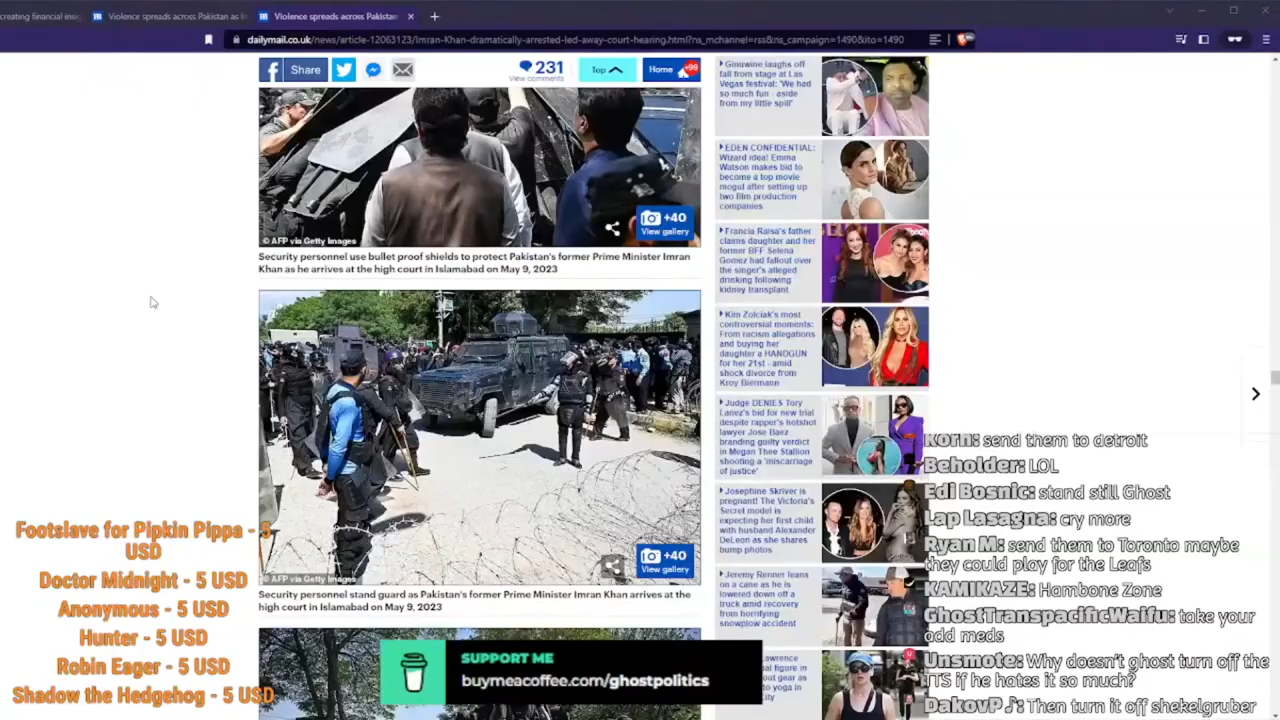 creating financial insi
Violence spreads across Pakistan as I
Violence spreads across Pakistan
dailymail.co.uk/news/article-12063123/Imran-Khan-dramatically-arrested-led-away-court-hearing.html?ns_mchannel=rss&ns_campaign=1490&ito=1490
Share
231
View comments
Top
Home
+99
+40
View gallery
© AFP via Getty Images
Security personnel use bullet proof shields to protect Pakistan's former Prime Minister Imran
Khan as he arrives at the high court in Islamabad on May 9, 2023
+40
View gallery
© AFP via Getty Images
Security personnel stand guard as Pakistan's former Prime Minister Imran Khan arrives at the
high court in Islamabad on May 9, 2023
Ginuwine laughs off
fall from stage at Las
Vegas festival: 'We had
so much fun - aside
from my little spill'
EDEN CONFIDENTIAL:
Wizard idea! Emma
Watson makes bid to
become a top movie
mogul after setting up
two film production
companies
Francia Raisa's father
claims daughter and her
former BFF Selena
Gomez had fallout over
the singer's alleged
drinking following
kidney transplant
Kim Zolciak's most
controversial moments:
From racism allegations
and buying her
daughter a HANDGUN
for her 21st - amid
shock divorce from
Kroy Biermann
Judge DENIES Tory
Lanez's bid for new trial
despite rapper's hotshot
lawyer Jose Baez
branding guilty verdict
in Megan Thee Stallion
shooting a 'miscarriage
of justice'
Josephine Skriver is
pregnant! The Victoria's
Secret model is
expecting her first child
with husband Alexander
DeLeon as she shares
bump photos
Jeremy Renner leans
on a cane as he is
lowered down off a
truck amid recovery
from horrifying
snowplow accident
awrence
ual figure in
out gear as
to yoga in
City
Footslave for Pipkin Pippa - 5
USD
Doctor Midnight - 5 USD
Anonymous - 5 USD
Hunter - 5 USD
Robin Eager - 5 USD
Shadow the Hedgehog - 5 USD
SUPPORT ME
buymeacoffee.com/ghostpolitics
Korn: send them to detroit
Beholder: LOL
Edi Bosnic: stand still Ghost
Lap Lasagna: cry more
Ryan M: send them to Toronto maybe
they could play for the Leafs
KAMIKAZE: Hambone Zone
GhostTranspacificWaifu: take your
odd meds
Unsmote: Why doesnt ghost turn off the
TTS if he hates it so much?
DakovP ♪: Then turn it off shekelgruber